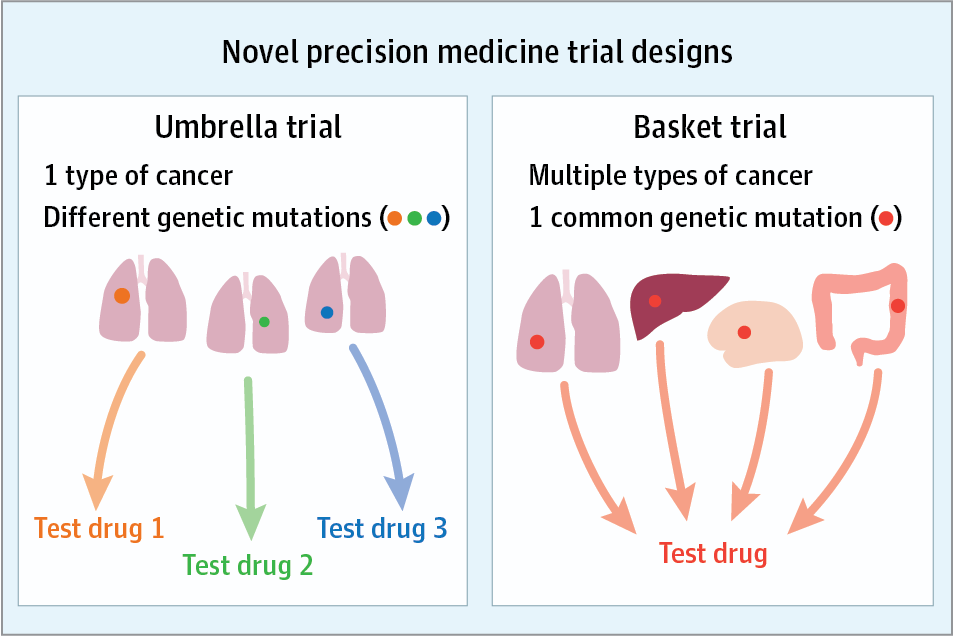 Novel precision medicine trial designs
Umbrella trial
1 type of cancer
Different genetic mutations ( )
Test drug 1
Test drug 2
Test drug 3
Basket trial
Multiple types of cancer
1 common genetic mutation ( )
Test drug